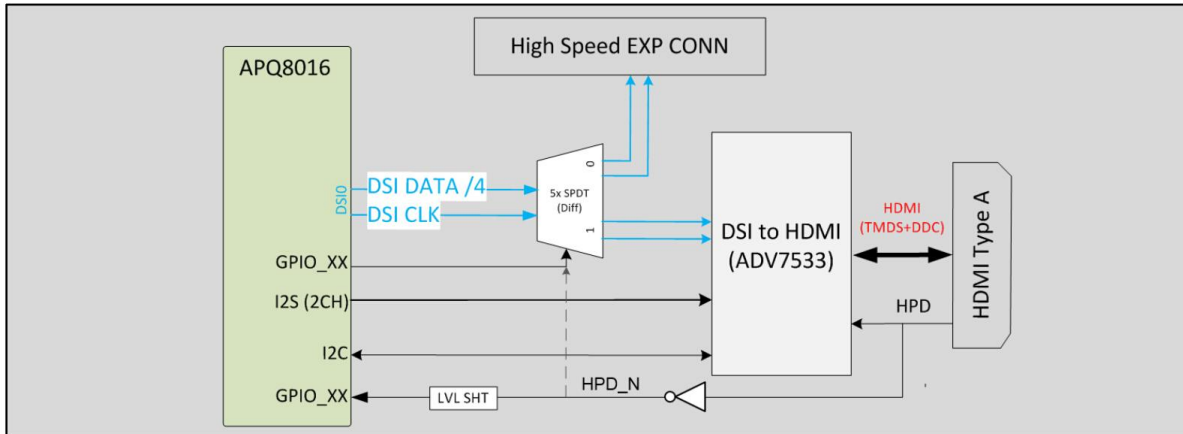 High Speed EXP CONN
APQ8016
DSI0
DSI DATA /4
DSI CLK
5x SPDT
(Diff)
0
1
DSI to HDMI
(ADV7533)
HDMI
(TMDS+DDC)
HDMI Type A
GPIO_XX
I2S (2CH)
HPD
I2C
GPIO_XX
LVL SHT
HPD_N